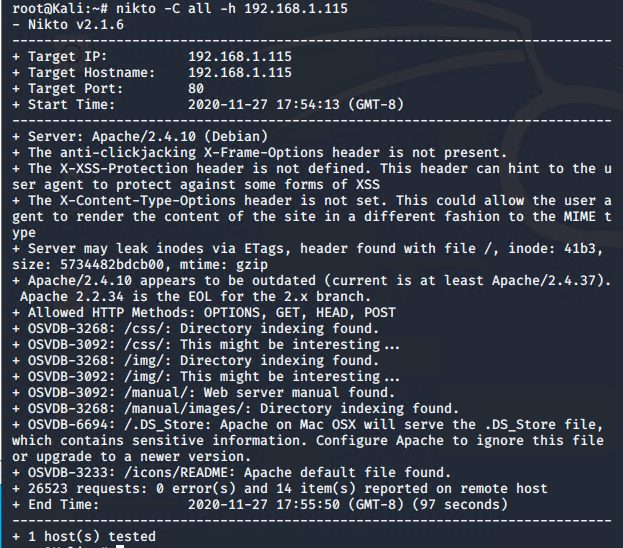 root@Kali:~# nikto -C all -h 192.168.1.115
- Nikto v2.1.6
---------------------------------------------------------------------------
+ Target IP:          192.168.1.115
+ Target Hostname:    192.168.1.115
+ Target Port:        80
+ Start Time:         2020-11-27 17:54:13 (GMT-8)
---------------------------------------------------------------------------
+ Server: Apache/2.4.10 (Debian)
+ The anti-clickjacking X-Frame-Options header is not present.
+ The X-XSS-Protection header is not defined. This header can hint to the u
ser agent to protect against some forms of XSS
+ The X-Content-Type-Options header is not set. This could allow the user a
gent to render the content of the site in a different fashion to the MIME t
ype
+ Server may leak inodes via ETags, header found with file /, inode: 41b3,
size: 5734482bdcb00, mtime: gzip
+ Apache/2.4.10 appears to be outdated (current is at least Apache/2.4.37).
 Apache 2.2.34 is the EOL for the 2.x branch.
+ Allowed HTTP Methods: OPTIONS, GET, HEAD, POST
+ OSVDB-3268: /css/: Directory indexing found.
+ OSVDB-3092: /css/: This might be interesting...
+ OSVDB-3268: /img/: Directory indexing found.
+ OSVDB-3092: /img/: This might be interesting...
+ OSVDB-3092: /manual/: Web server manual found.
+ OSVDB-3268: /manual/images/: Directory indexing found.
+ OSVDB-6694: /.DS_Store: Apache on Mac OSX will serve the .DS_Store file,
which contains sensitive information. Configure Apache to ignore this file
or upgrade to a newer version.
+ OSVDB-3233: /icons/README: Apache default file found.
+ 26523 requests: 0 error(s) and 14 item(s) reported on remote host
+ End Time:           2020-11-27 17:55:50 (GMT-8) (97 seconds)
---------------------------------------------------------------------------
+ 1 host(s) tested